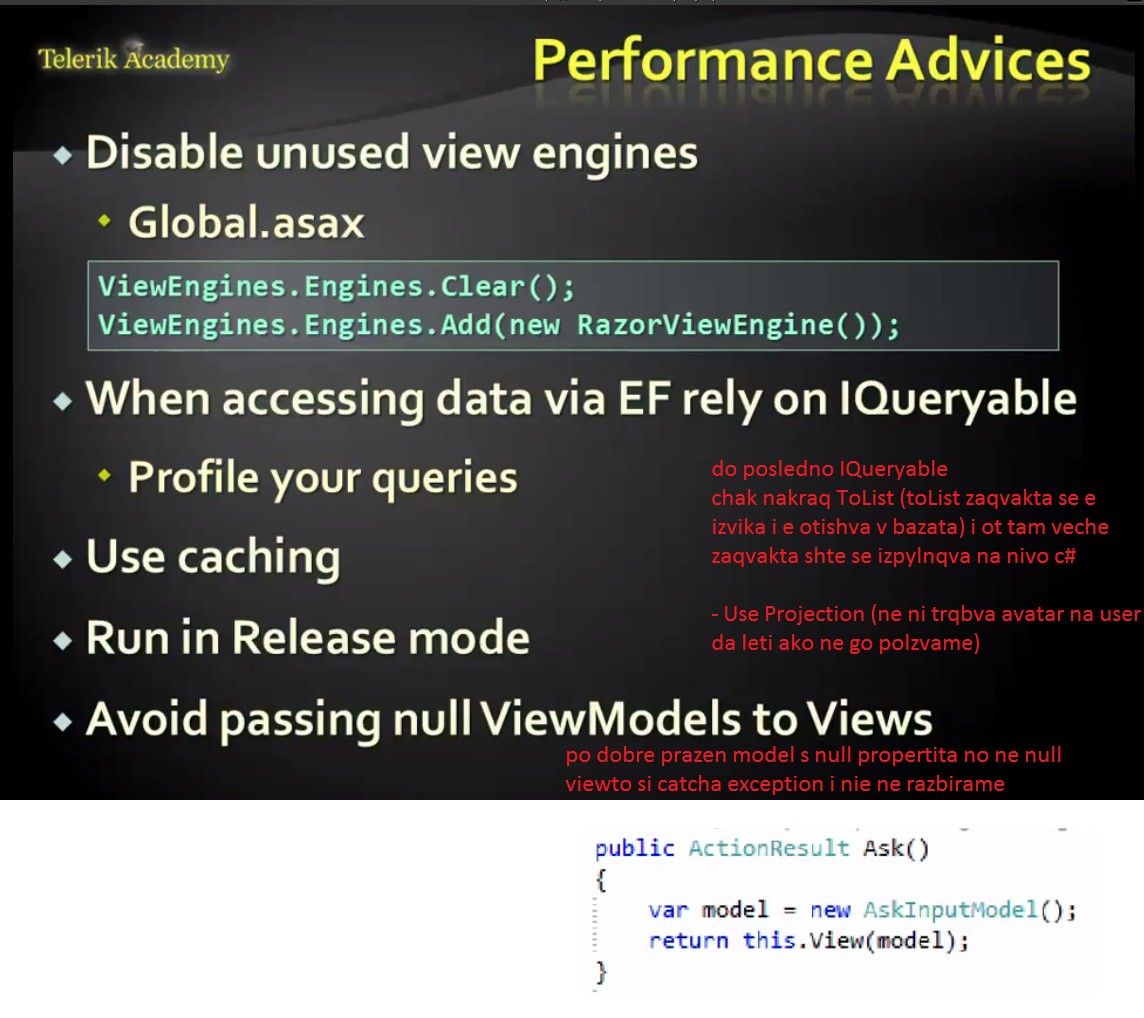 Telerik Academy
Performance Advices
Disable unused view engines
Global.asax
ViewEngines.Engines.Clear();
ViewEngines.Engines.Add(new RazorViewEngine());
When accessing data via EF rely on IQueryable
Profile your queries
do posledno IQueryable
chak nakraq ToList (toList zaqvakta se e
izvika i e otishva v bazata) i ot tam veche
zaqvakta shte se izpylnqva na nivo c#
Use caching
- Use Projection (ne ni trqbva avatar na user
da leti ako ne go polzvame)
Run in Release mode
Avoid passing null ViewModels to Views
po dobre prazen model s null propertita no ne null
viewto si catcha exception i nie ne razbirame
public ActionResult Ask()
{
var model = new AskInputModel();
return this.View(model);
}